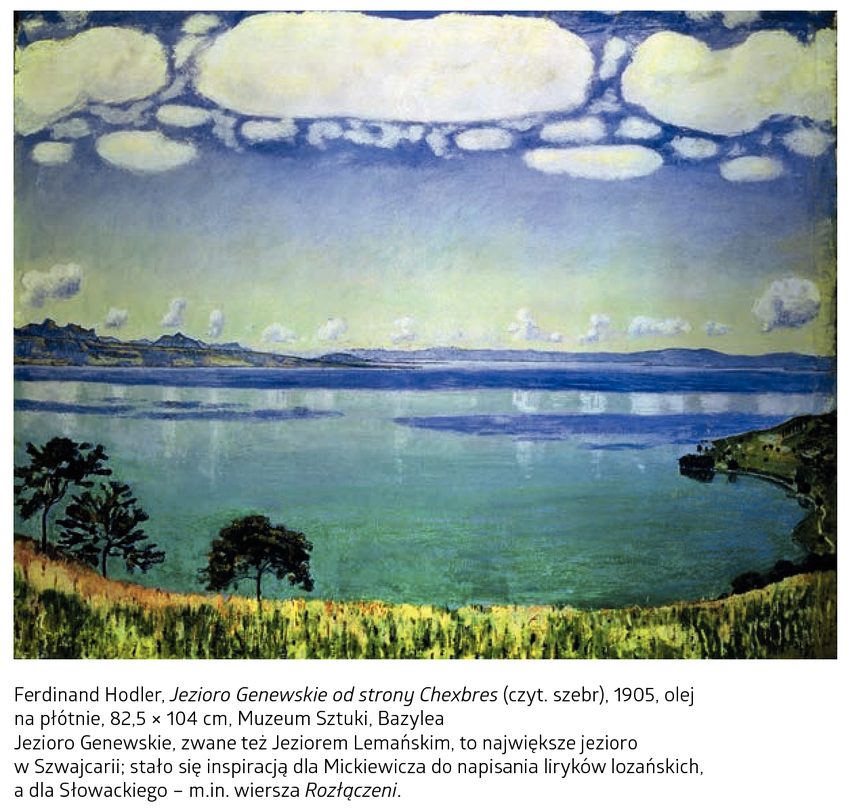 Ferdinand Hodler, Jezioro Genewskie od strony Chexbres (czyt. szebr), 1905, olej
na płótnie, 82,5 × 104 cm, Muzeum Sztuki, Bazylea
Jezioro Genewskie, zwane też Jeziorem Lemańskim, to największe jezioro
w Szwajcarii; stało się inspiracją dla Mickiewicza do napisania liryków lozańskich,
a dla Słowackiego – m.in. wiersza Rozłączeni.